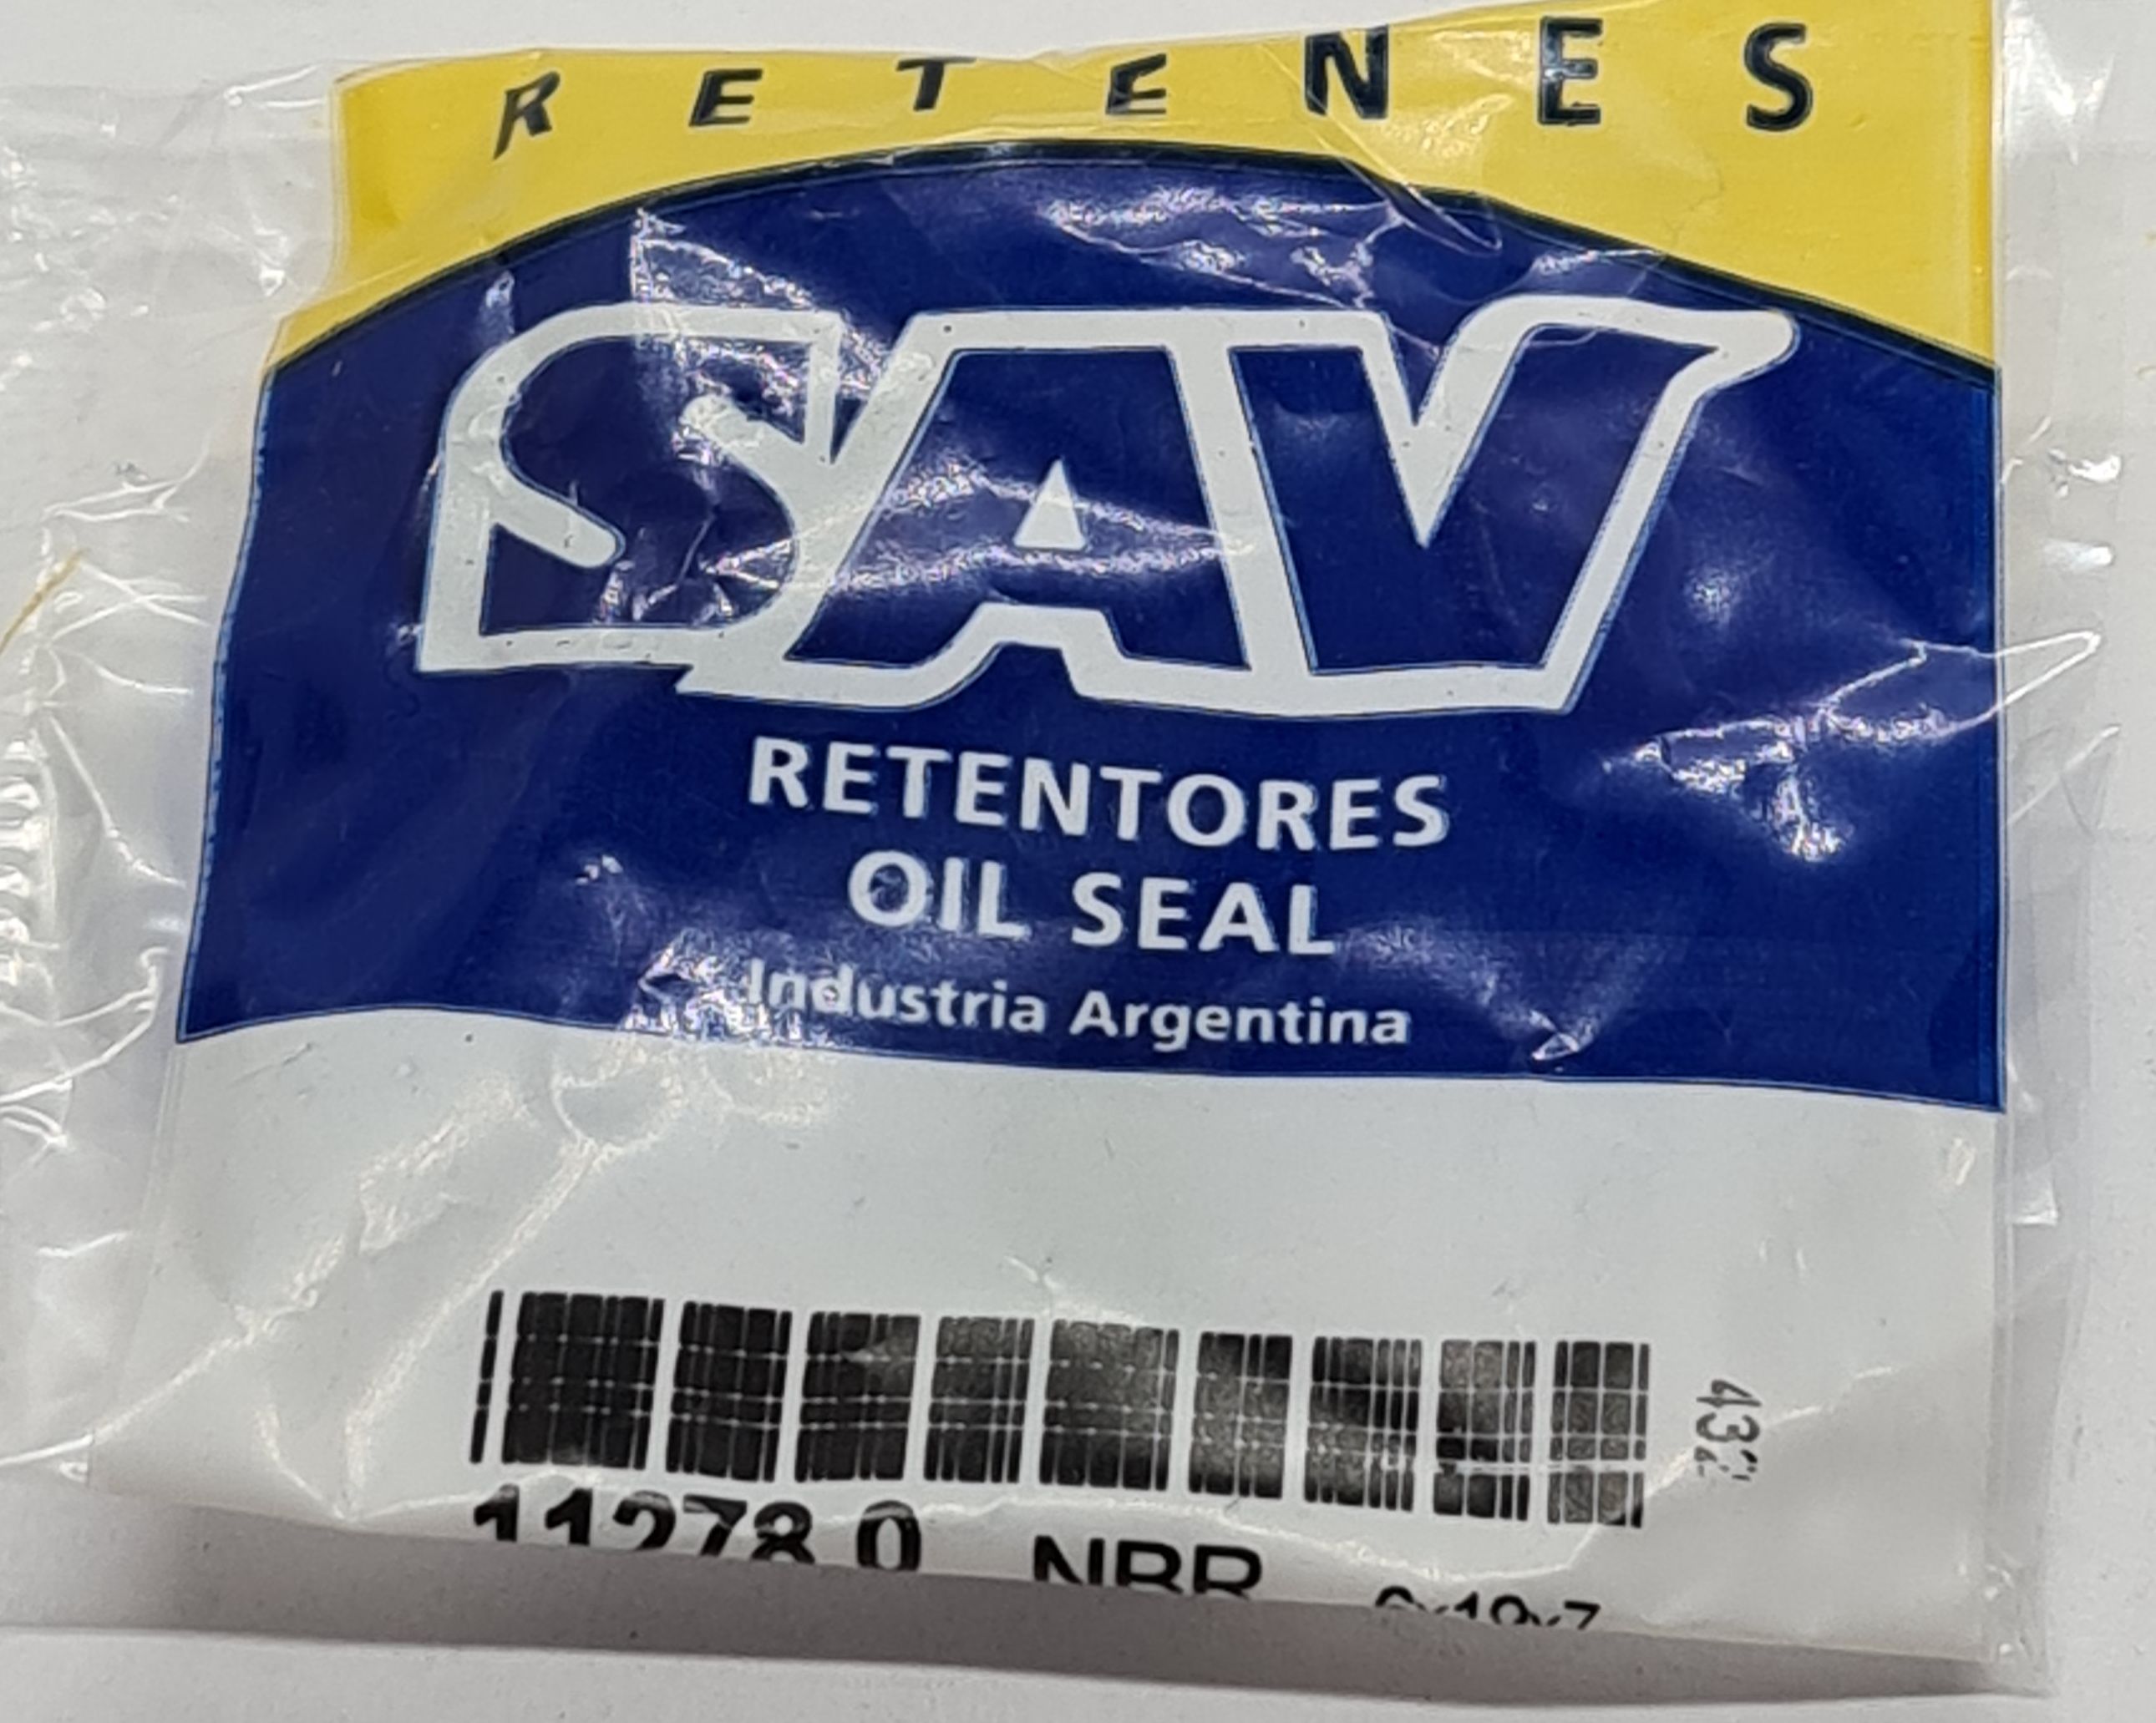 RETENES
SAV
RETENTORES
OIL SEAL
Industria Argentina
11278 0 NBR